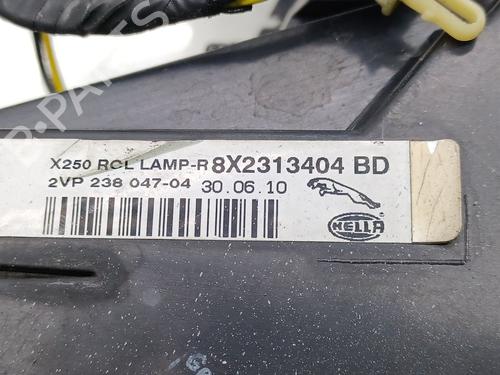 X250 RCL LAMP-R 8X2313404 BD
2VP 238 047-04 30.06.10
HELLA